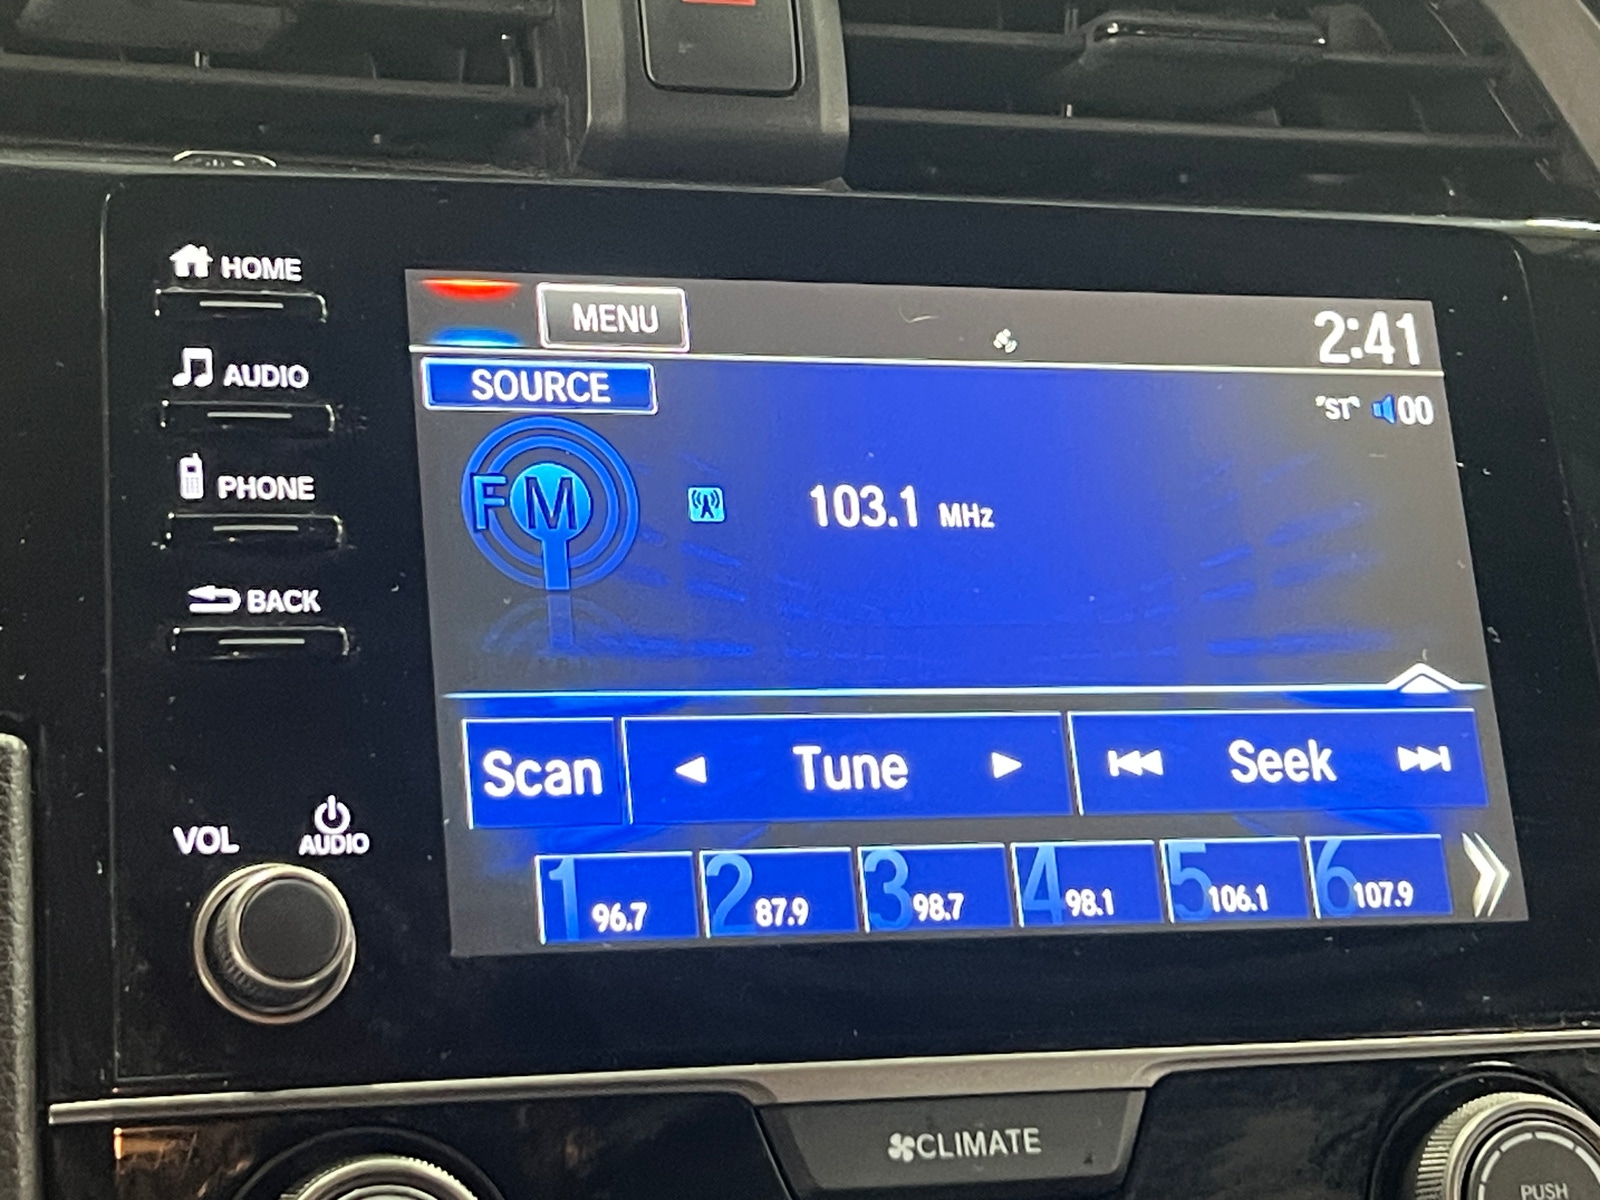 HOME
AUDIO
PHONE
BACK
VOL
AUDIO
MENU
2:41
SOURCE
"ST" 00
FM
103.1 MHz
Scan
Tune
Seek
1 96.7
2 87.9
3 98.7
4 98.1
5 106.1
6 107.9
CLIMATE
PUSH